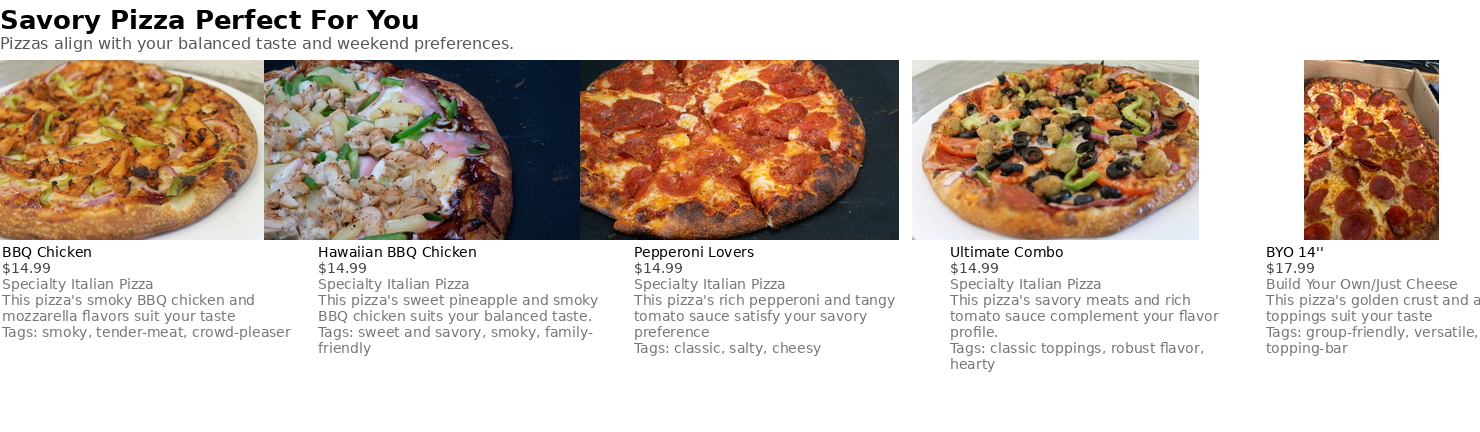 Savory Pizza Perfect For You
Pizzas align with your balanced taste and weekend preferences.
BBQ Chicken
$14.99
Specialty Italian Pizza
This pizza's smoky BBQ chicken and
mozzarella flavors suit your taste
Tags: smoky, tender-meat, crowd-pleaser
Hawaiian BBQ Chicken
$14.99
Specialty Italian Pizza
This pizza's sweet pineapple and smoky
BBQ chicken suits your balanced taste.
Tags: sweet and savory, smoky, family-
friendly
Pepperoni Lovers
$14.99
Specialty Italian Pizza
This pizza's rich pepperoni and tangy
tomato sauce satisfy your savory
preference
Tags: classic, salty, cheesy
Ultimate Combo
$14.99
Specialty Italian Pizza
This pizza's savory meats and rich
tomato sauce complement your flavor
profile.
Tags: classic toppings, robust flavor,
hearty
BYO 14''
$17.99
Build Your Own/Just Cheese
This pizza's golden crust and
toppings suit your taste
Tags: group-friendly, versatile,
topping-bar